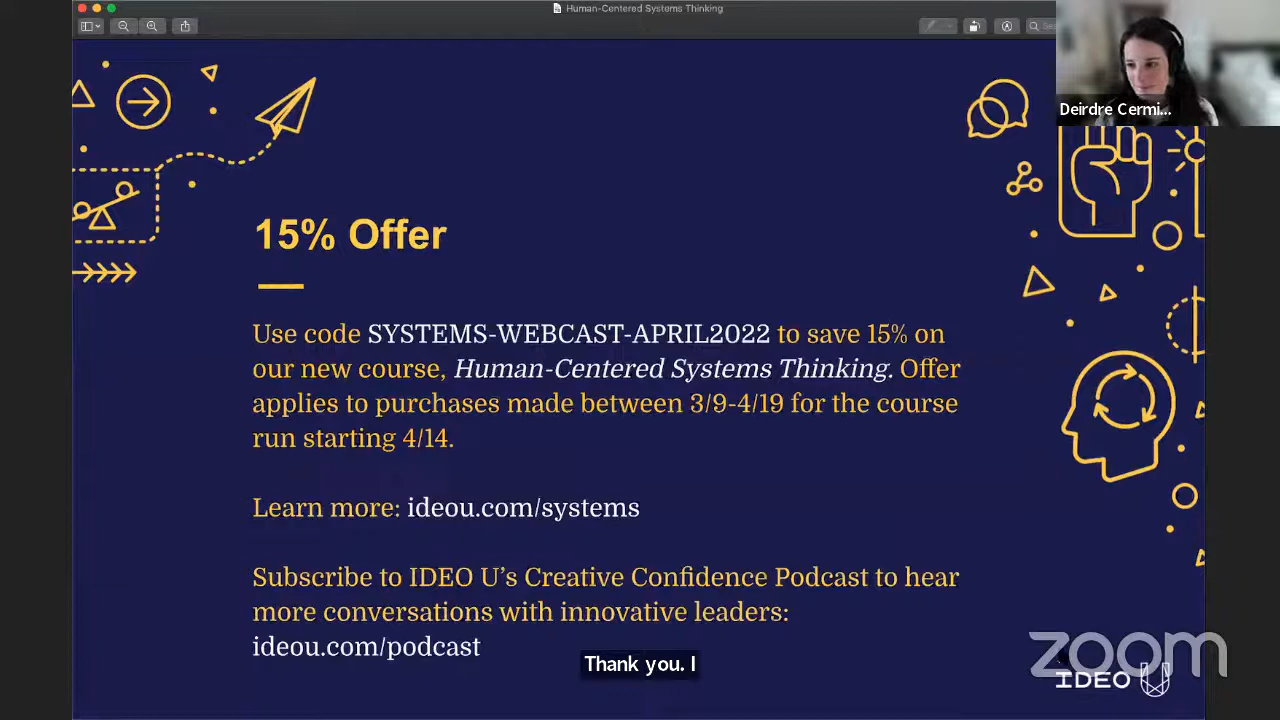 Human-Centered Systems Thinking
Deirdre Cermi...
15% Offer
Use code SYSTEMS-WEBCAST-APRIL2022 to save 15% on
our new course, Human-Centered Systems Thinking. Offer
applies to purchases made between 3/9-4/19 for the course
run starting 4/14.
Learn more: ideou.com/systems
Subscribe to IDEO U’s Creative Confidence Podcast to hear
more conversations with innovative leaders:
ideou.com/podcast
Thank you. I
zoom
IDEO U